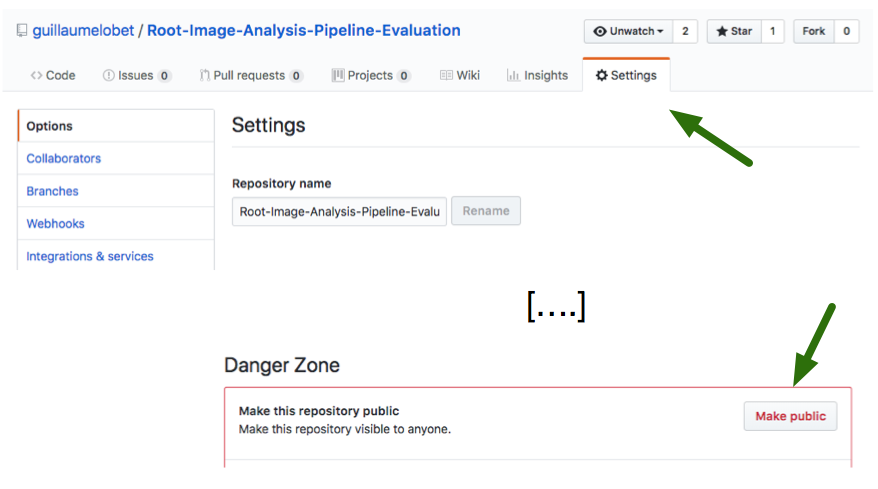 guillaumelobet / Root-Image-Analysis-Pipeline-Evaluation
Unwatch 2 Star 1 Fork 0
Code Issues 0 Pull requests 0 Projects 0 Wiki Insights Settings
Options
Collaborators
Branches
Webhooks
Integrations & services
Settings
Repository name
Root-Image-Analysis-Pipeline-Evalu Rename
[....]
Danger Zone
Make this repository public
Make this repository visible to anyone.
Make public